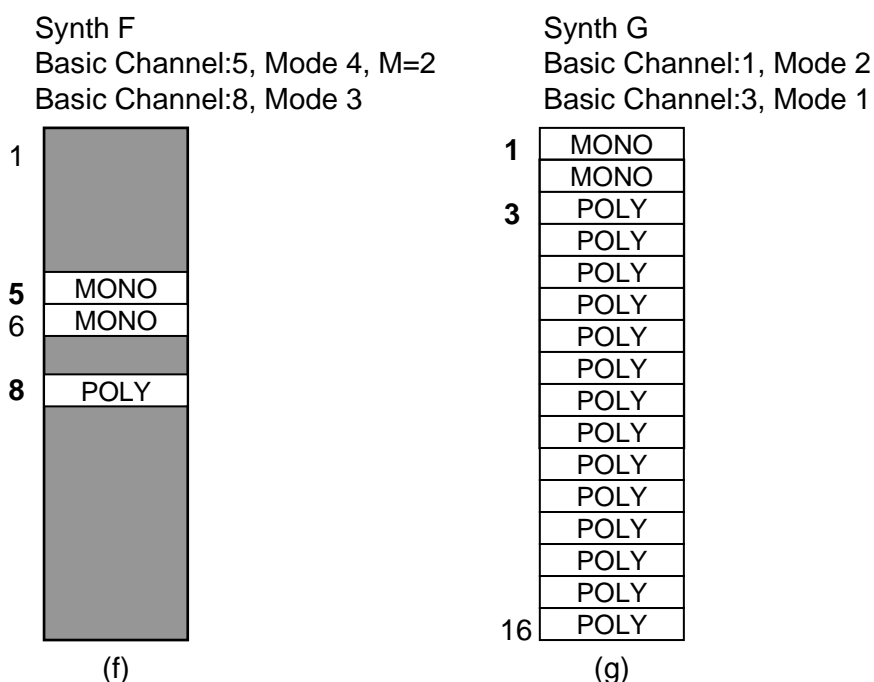 Synth F
Basic Channel:5, Mode 4, M=2
Basic Channel:8, Mode 3
1
5 MONO
6 MONO
8 POLY
(f)
Synth G
Basic Channel:1, Mode 2
Basic Channel:3, Mode 1
1 MONO
MONO
3 POLY
POLY
POLY
POLY
POLY
POLY
POLY
POLY
POLY
POLY
POLY
POLY
POLY
16 POLY
(g)